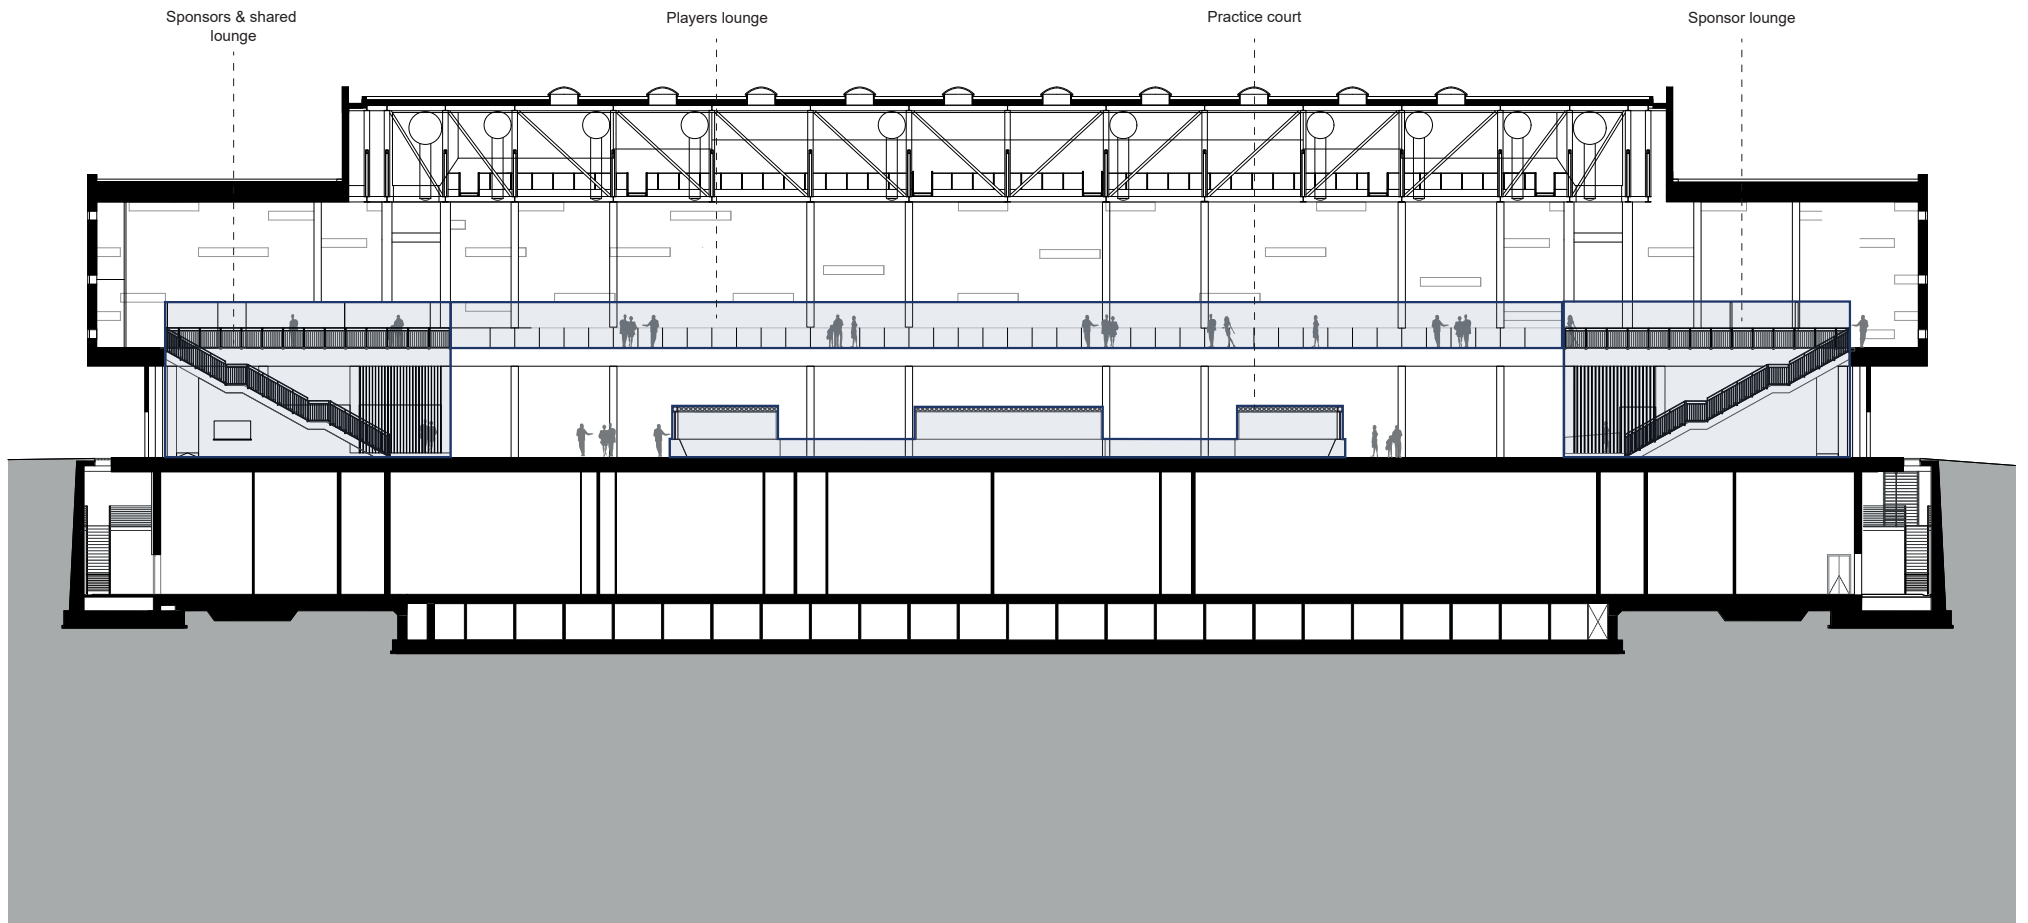 Sponsors & shared
lounge
Players lounge
Practice court
Sponsor lounge